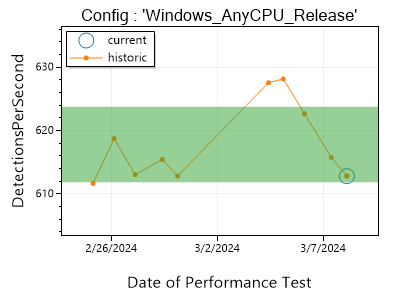 Config : 'Windows_AnyCPU_Release'
current
historic
DetectionsPerSecond
630
620
610
2/26/2024
3/2/2024
3/7/2024
Date of Performance Test